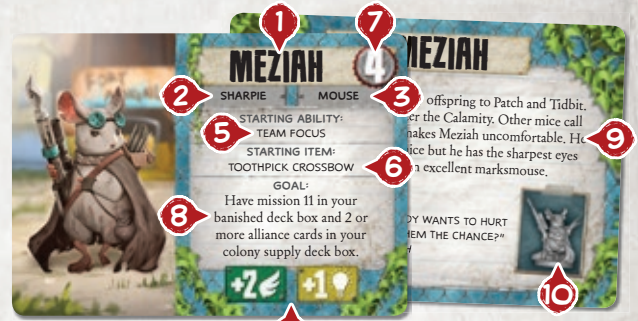 1
7
MEZIAH
4
MEZIAH
2
SHARPIE
MOUSE
3
offspring to Patch and Tidbit.
er the Calamity. Other mice call
makes Meziah uncomfortable. He
ice but he has the sharpest eyes
n excellent marksmouse.
9
5
STARTING ABILITY:
TEAM FOCUS
STARTING ITEM:
TOOTHPICK CROSSBOW
6
8
GOAL:
Have mission 11 in your
banished deck box and 2 or
more alliance cards in your
colony supply deck box.
DY WANTS TO HURT
HEM THE CHANCE?"
+2
+1
10